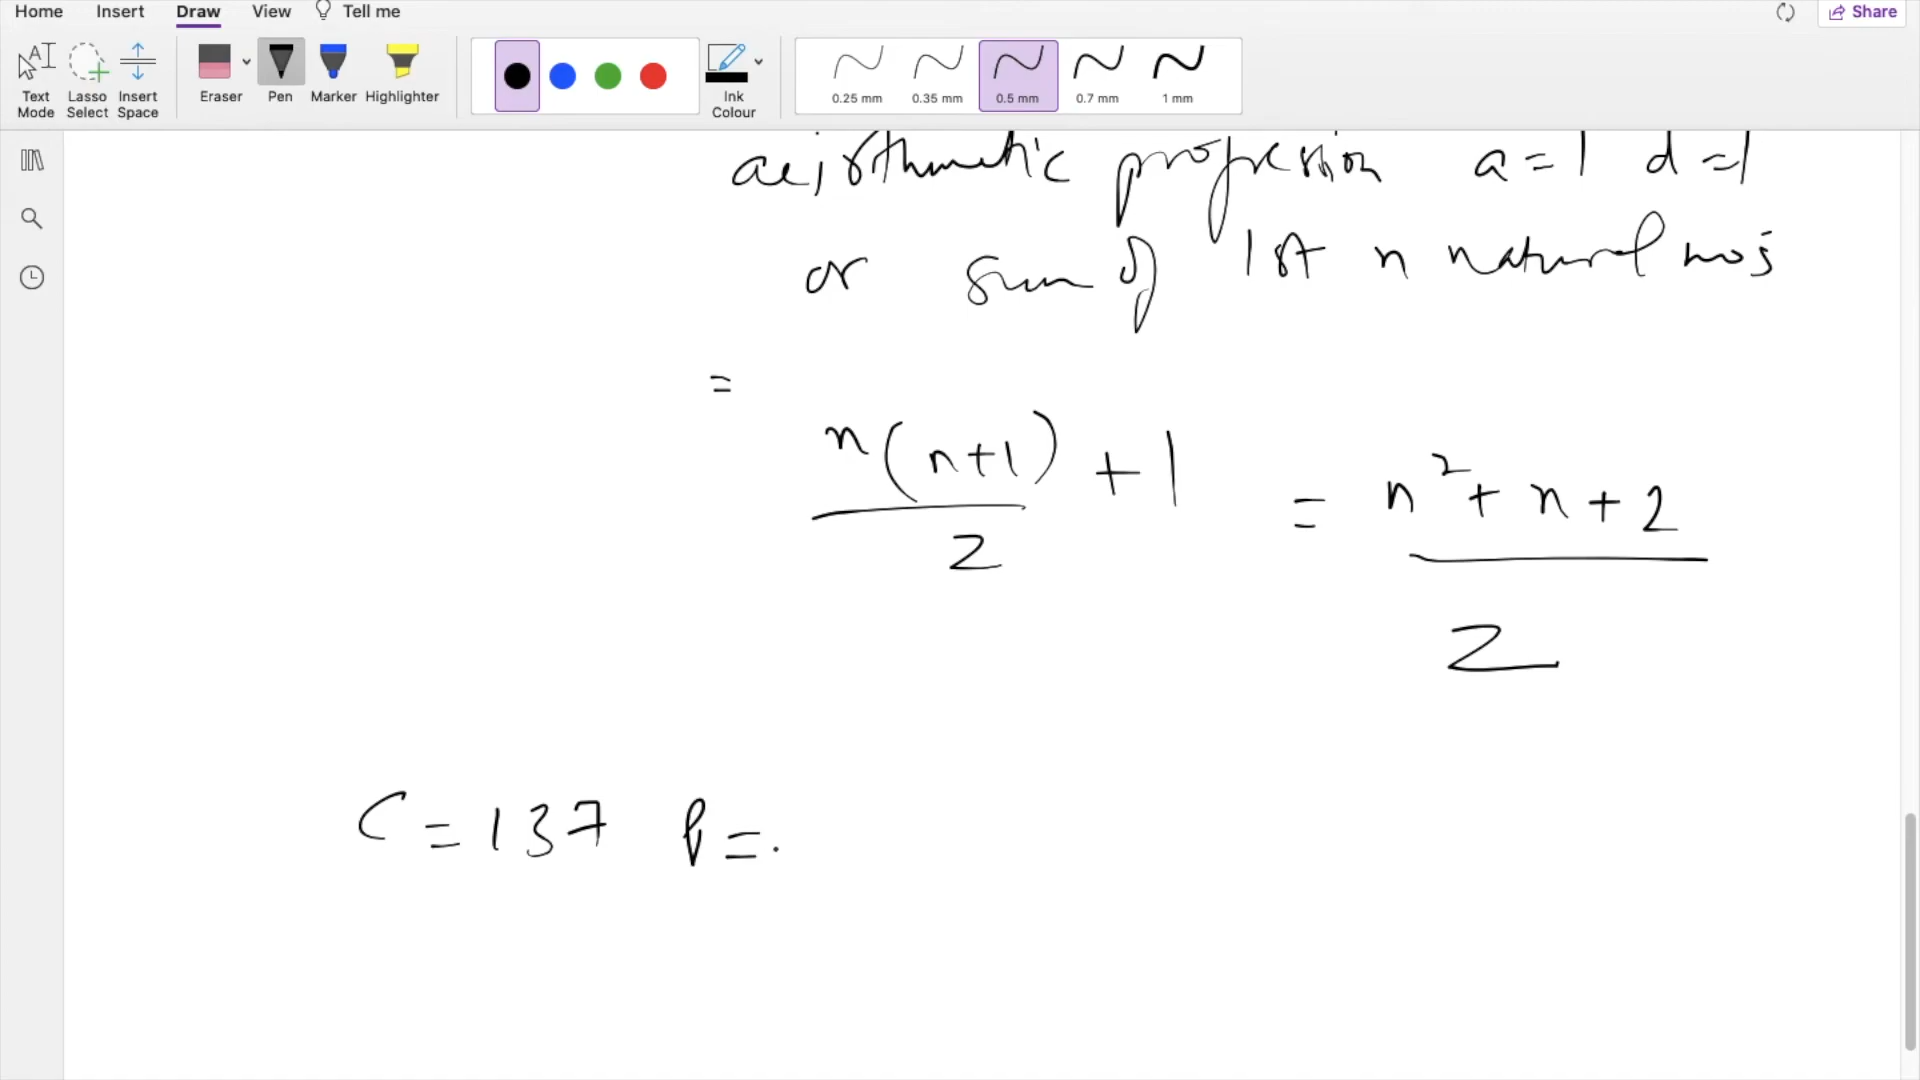 Home Insert Draw View Tell me Share
Text Mode Lasso Select Insert Space Eraser Pen Marker Highlighter Ink Colour 0.25 mm 0.35 mm 0.5 mm 0.7 mm 1 mm
progression a=1 d=1
or sum of 1st n natural no's
=
n(n+1)/2 + 1 = n²+n+2/2
C=137 P=.